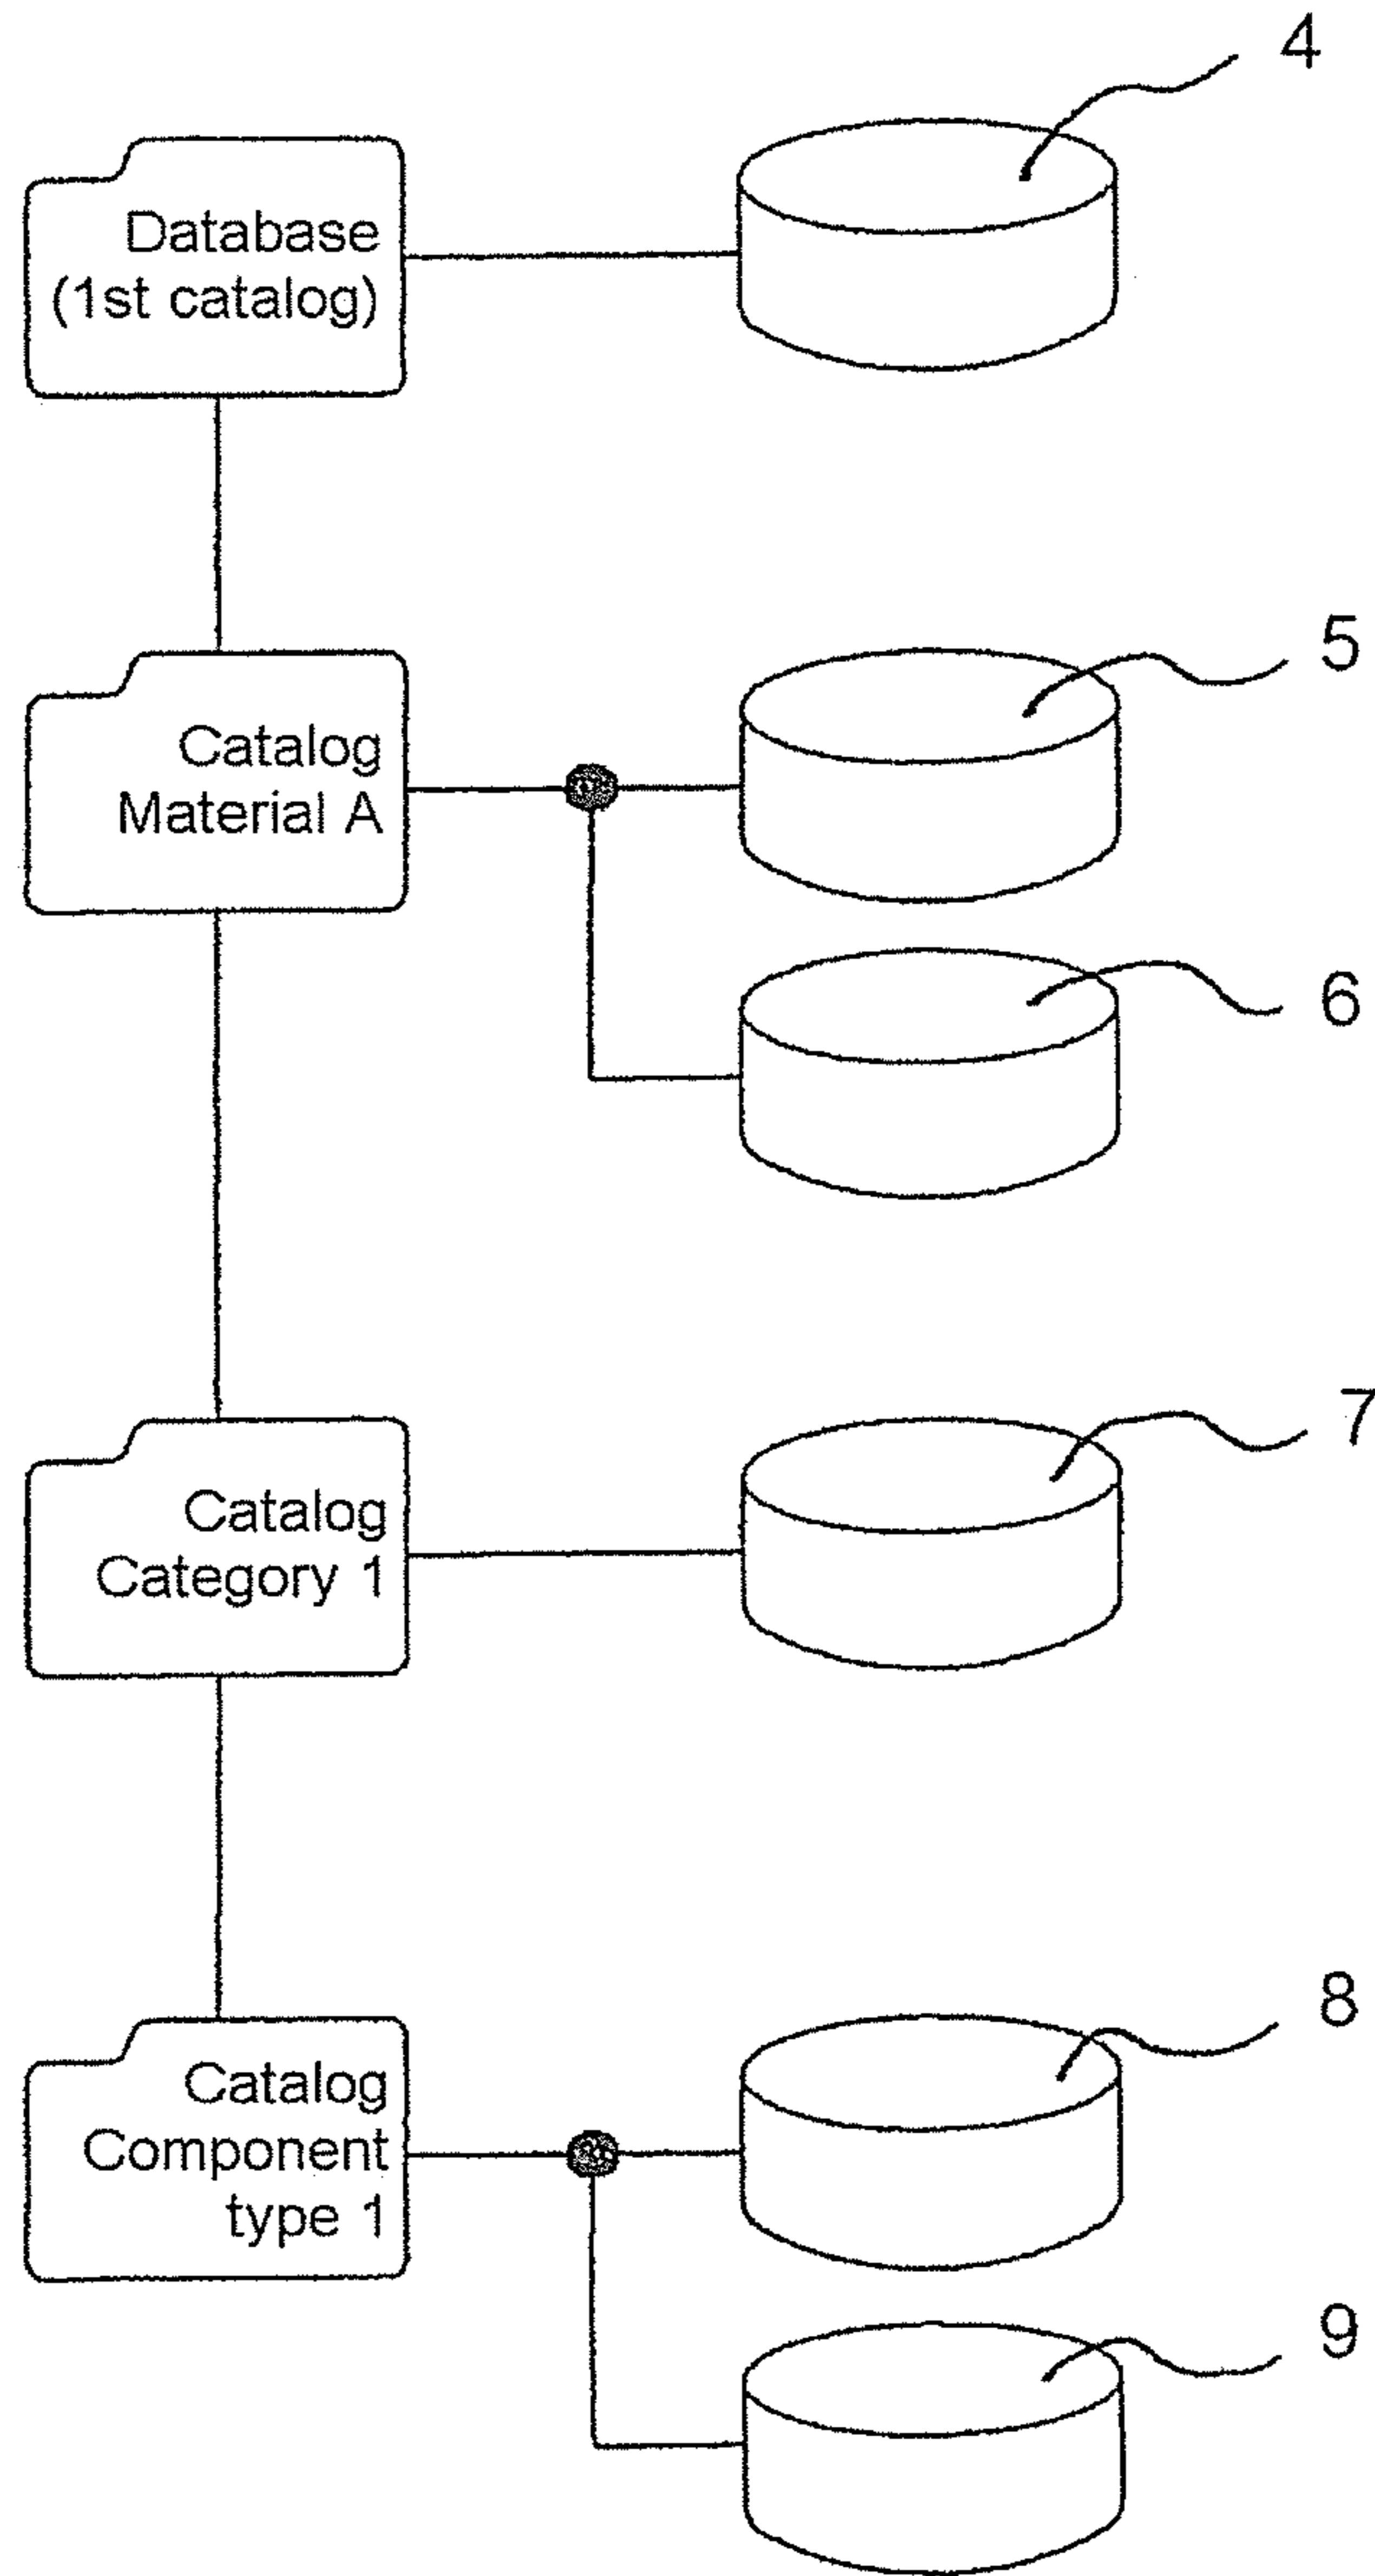 4
Database
(1st catalog)
5
Catalog
Material A
6
7
Catalog
Category 1
8
Catalog
Component
type 1
9